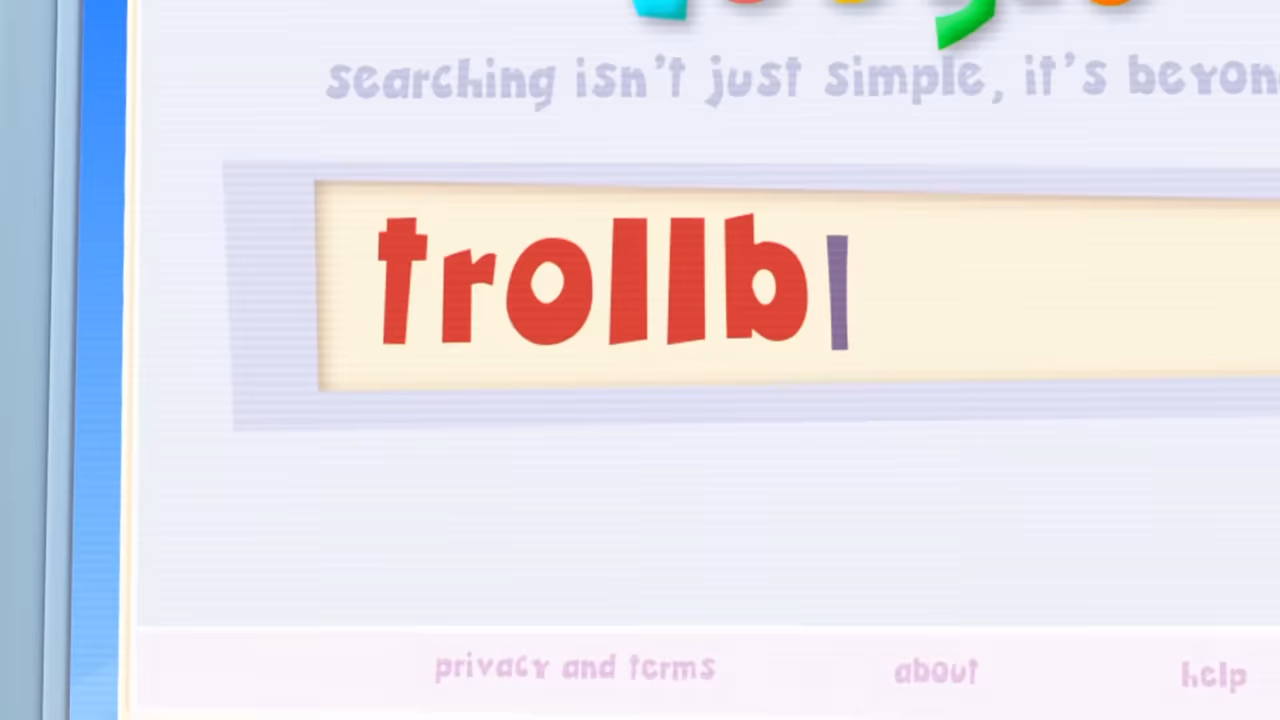 searching isn't just simple, it's beyon
trollb
privacy and terms about help